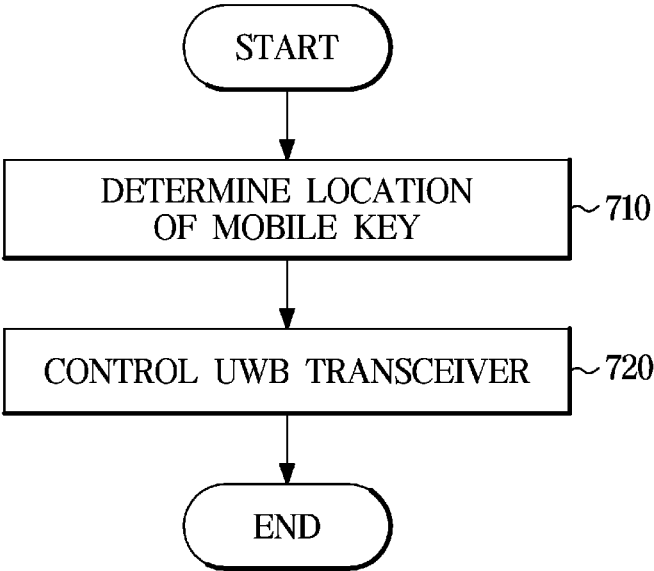 START
DETERMINE LOCATION
OF MOBILE KEY
710
CONTROL UWB TRANSCEIVER
720
END